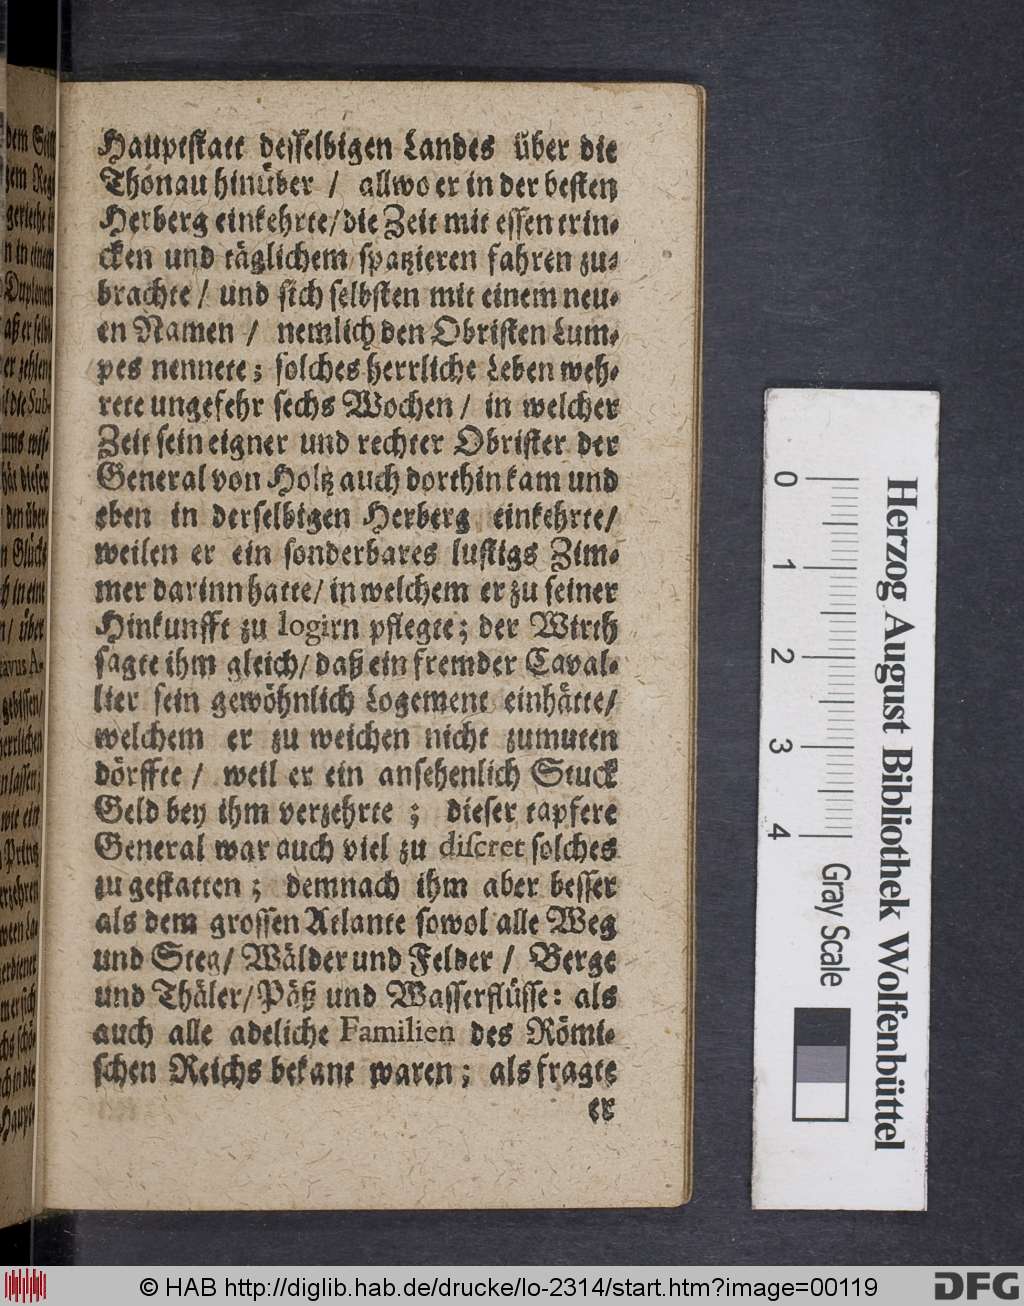 Hauptstatt desselbigen Landes über die
Thonau hinüber / allwo er in der besten
Herberg einkehrte/ die Zeit mit essen trin-
cken und täglichem spatzieren fahren zu-
brachte / und sich selbsten mit einem neu-
en Namen / nemlich den Obristen Lum-
pes nennete; solches herrliche Leben weh-
rete ungefehr sechs Wochen / in welcher
Zeit sein eigner und rechter Obrister der
General von Holtz auch dorthin kam und
eben in derselbigen Herberg einkehrte/
weilen er ein sonderbares lustigs Zim-
mer darinn hatte/ in welchem er zu seiner
Hinkunfft zu logirn pflegte; der Wirth
sagte ihm gleich/ daß ein fremder Caval-
lier sein gewöhnlich Logement einhätte/
welchem er zu weichen nicht zumuten
dörffte / weil er ein ansehenlich Stuck
Geld bey ihm verzehrte ; dieser tapfere
General war auch viel zu discret solches
zu gestatten ; demnach ihm aber besser
als dem grossen Atlante sowol alle Weg
und Steg/ Wälder und Felder / Berge
und Thäler/ Päß und Wasserflüsse: als
auch alle adeliche Familien des Römi-
schen Reichs bekant waren; als fragte
er
Herzog August Bibliothek Wolfenbüttel
0 1 2 3 4
Gray Scale
© HAB http://diglib.hab.de/drucke/lo-2314/start.htm?image=00119
DFG